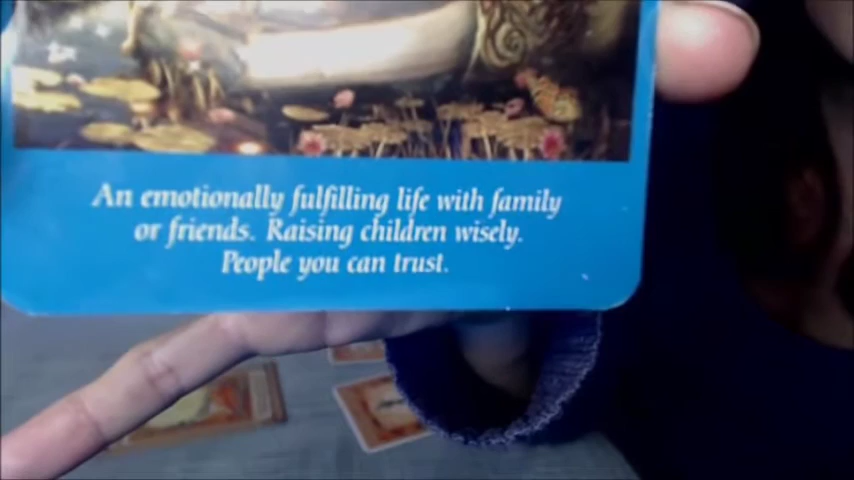 An emotionally fulfilling life with family
or friends. Raising children wisely.
People you can trust.